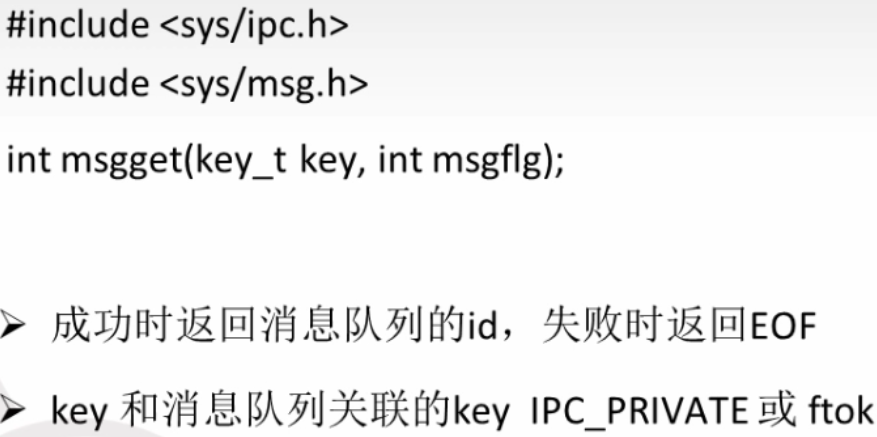 #include <sys/ipc.h>
#include <sys/msg.h>
int msgget(key_t key, int msgflg);
➢ 成功时返回消息队列的id，失败时返回EOF
➢ key 和消息队列关联的key IPC_PRIVATE 或 ftok